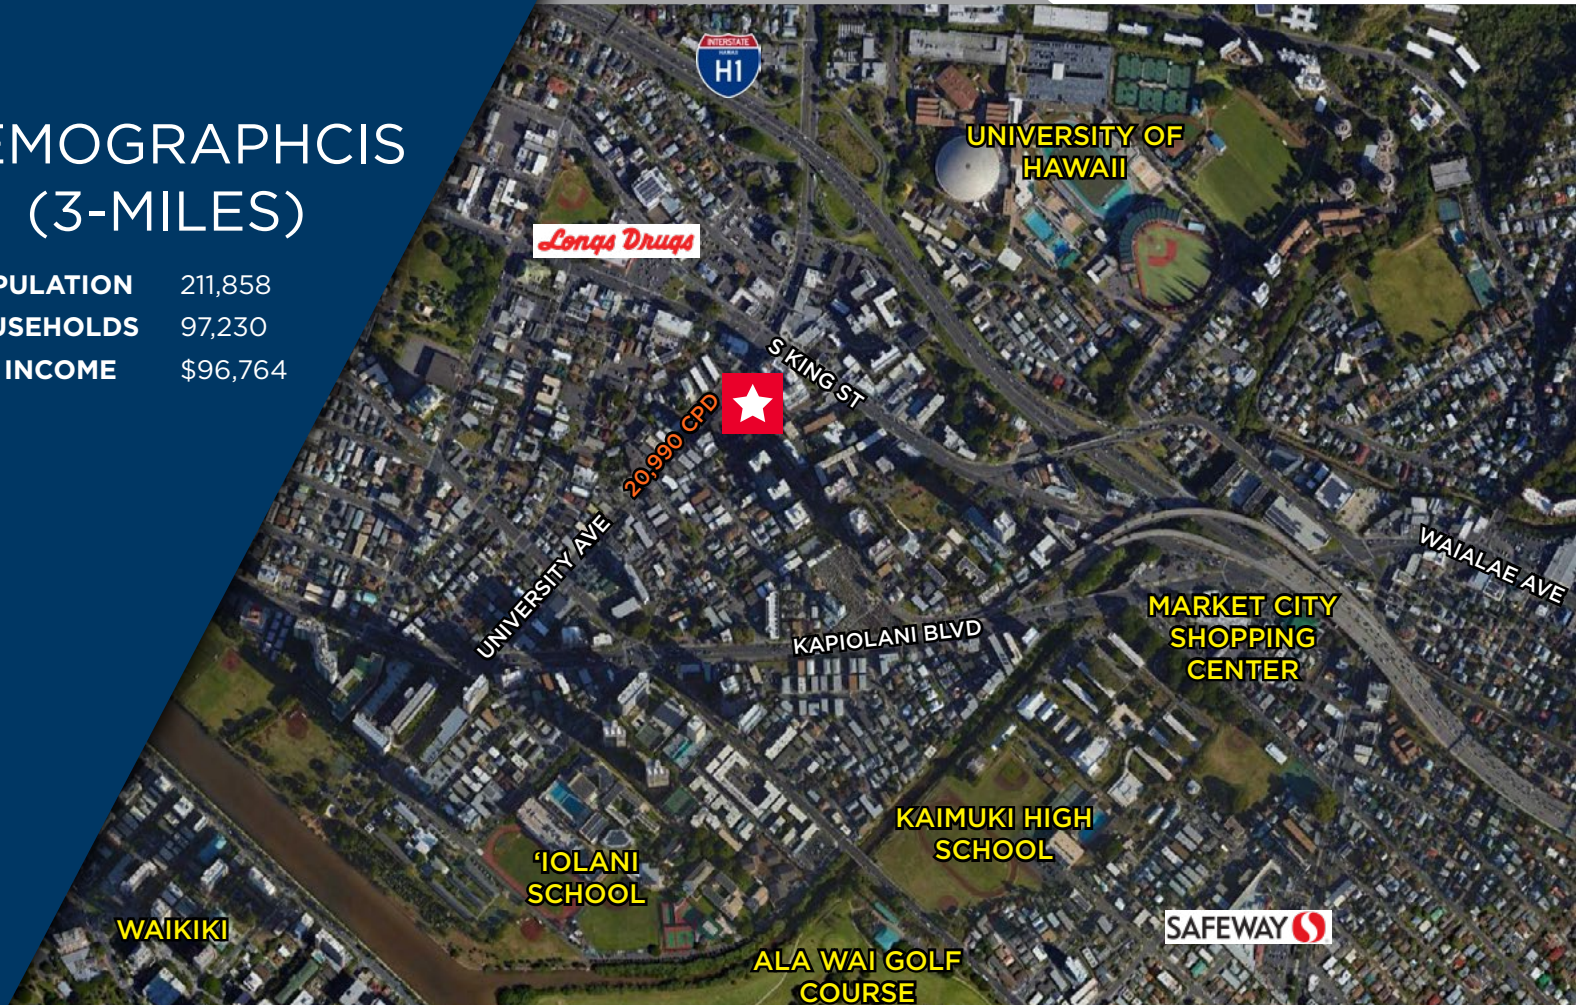 EMOGRAPHCIS
(3-MILES)
PULATION 211,858
USEHOLDS 97,230
INCOME $96,764
INTERSTATE
HAWAII
H1
UNIVERSITY OF
HAWAII
Longs Drugs
S KING ST
20,990 CPD
UNIVERSITY AVE
WAIALAE AVE
KAPIOLANI BLVD
MARKET CITY
SHOPPING
CENTER
KAIMUKI HIGH
SCHOOL
‘IOLANI
SCHOOL
WAIKIKI
SAFEWAY
ALA WAI GOLF
COURSE